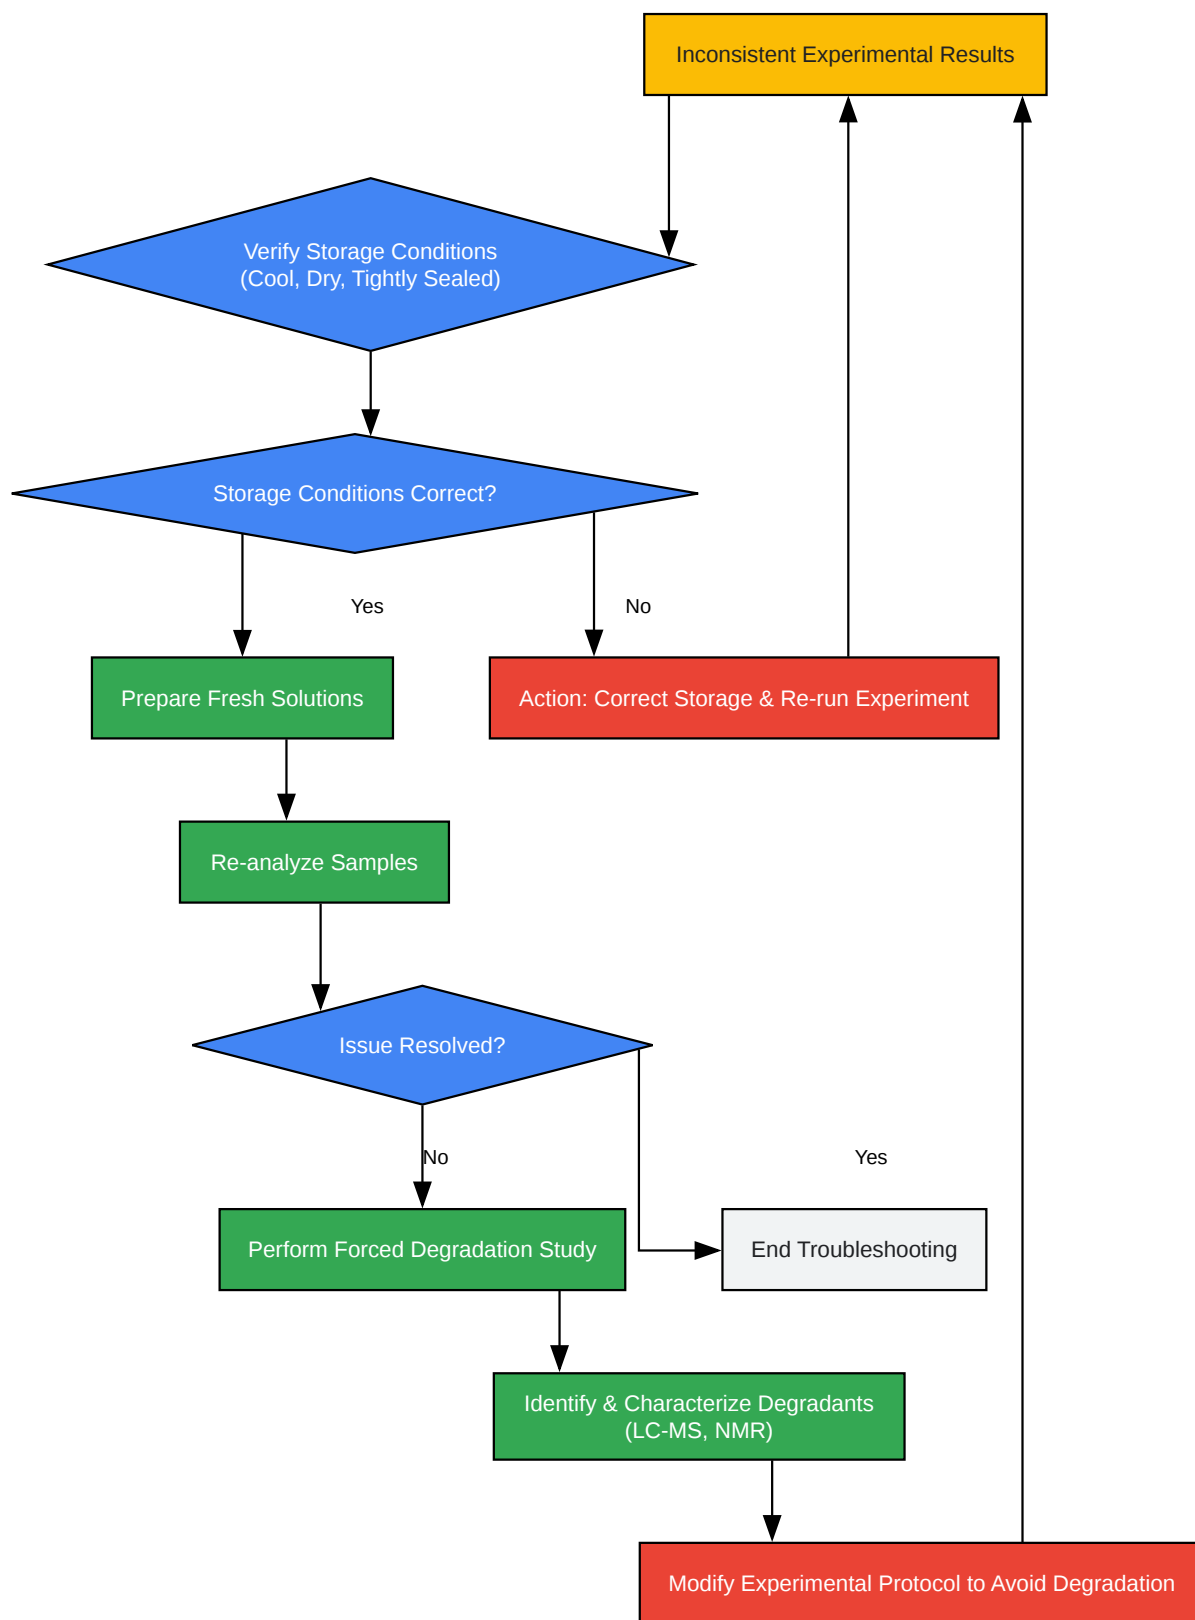 Inconsistent Experimental Results
Verify Storage Conditions
(Cool, Dry, Tightly Sealed)
Storage Conditions Correct?
Yes
No
Prepare Fresh Solutions
Action: Correct Storage & Re-run Experiment
Re-analyze Samples
Issue Resolved?
No
Yes
Perform Forced Degradation Study
End Troubleshooting
Identify & Characterize Degradants
(LC-MS, NMR)
Modify Experimental Protocol to Avoid Degradation